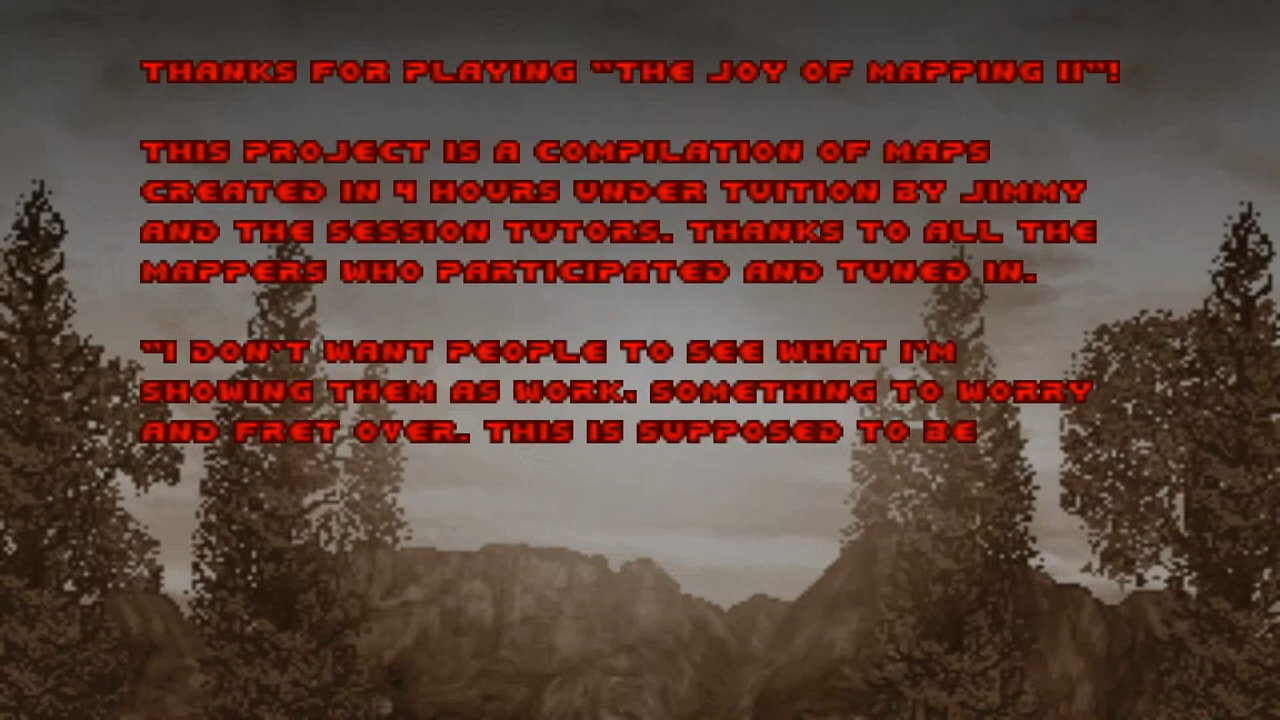 THANKS FOR PLAYING "THE JOY OF MAPPING II"!
THIS PROJECT IS A COMPILATION OF MAPS
CREATED IN 4 HOURS UNDER TUITION BY JIMMY
AND THE SESSION TUTORS. THANKS TO ALL THE
MAPPERS WHO PARTICIPATED AND TUNED IN.
"I DON'T WANT PEOPLE TO SEE WHAT I'M
SHOWING THEM AS WORK, SOMETHING TO WORRY
AND FRET OVER. THIS IS SUPPOSED TO BE